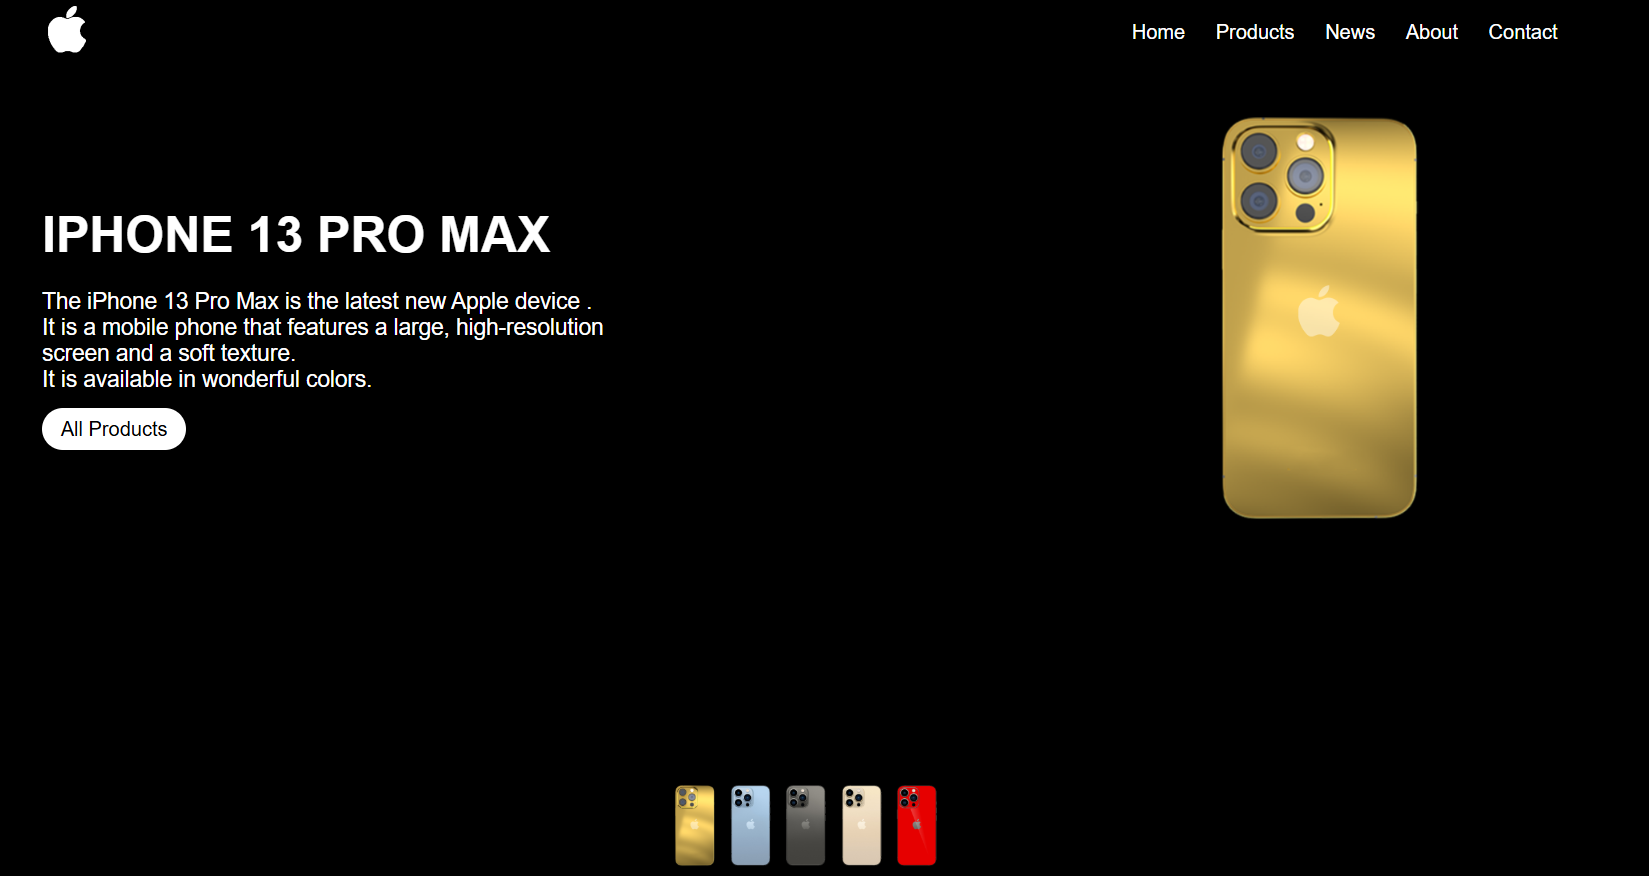 Home Products News About Contact
IPHONE 13 PRO MAX
The iPhone 13 Pro Max is the latest new Apple device .
It is a mobile phone that features a large, high-resolution
screen and a soft texture.
It is available in wonderful colors.
All Products